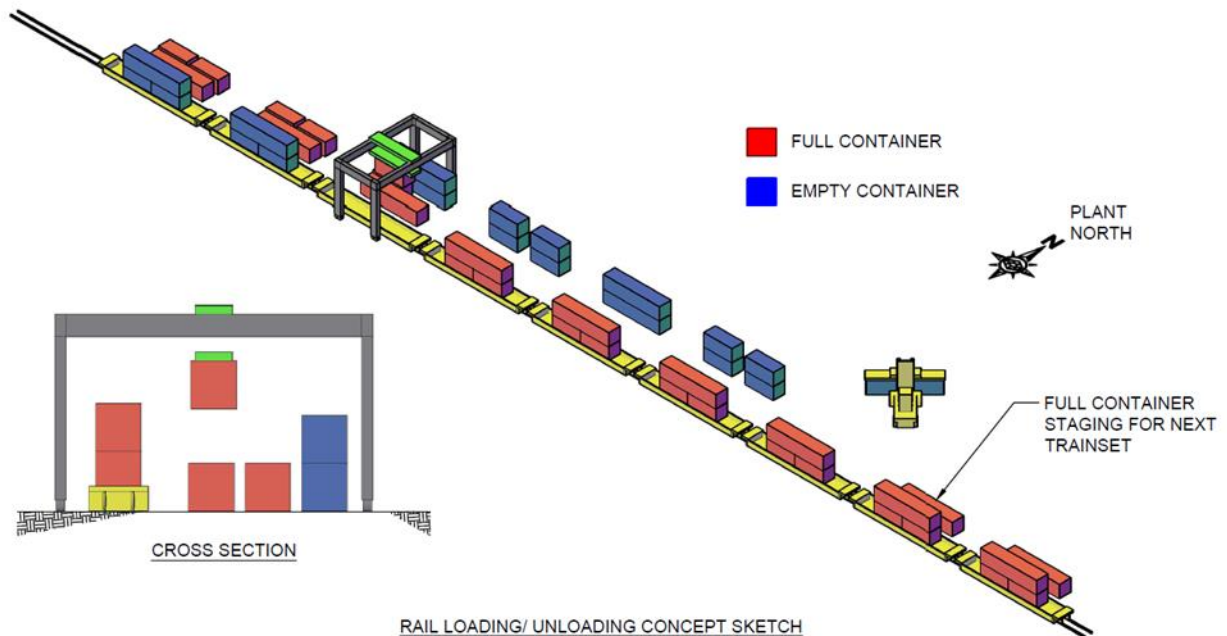 FULL CONTAINER
EMPTY CONTAINER
PLANT
NORTH
N
FULL CONTAINER
STAGING FOR NEXT
TRAINSET
CROSS SECTION
RAIL LOADING/ UNLOADING CONCEPT SKETCH